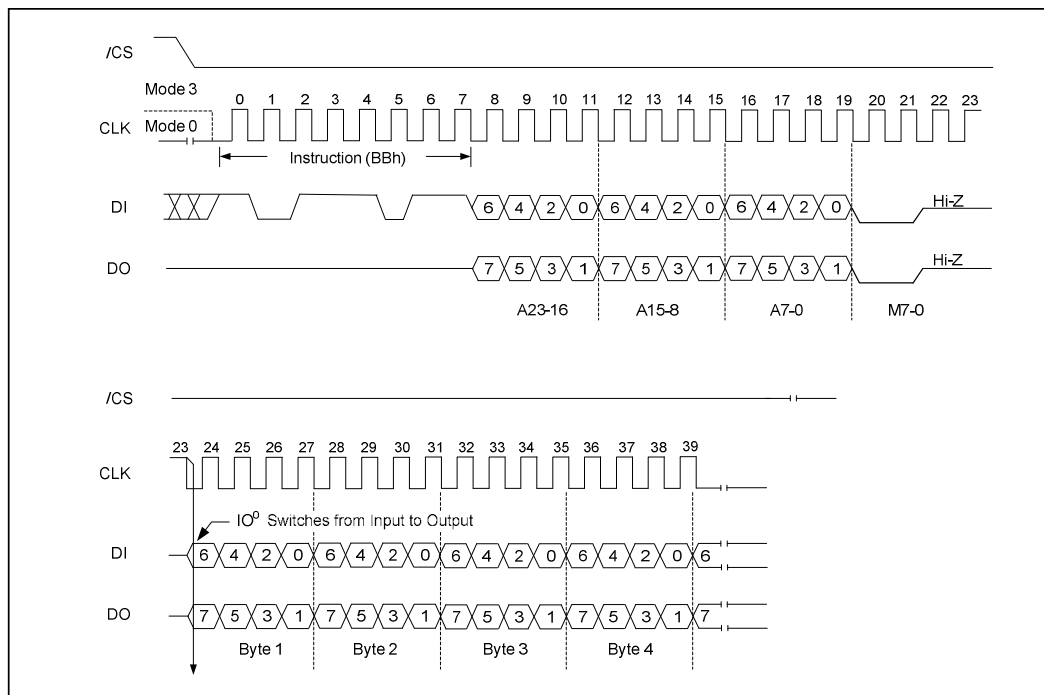 /CS
Mode 3
0 1 2 3 4 5 6 7 8 9 10 11 12 13 14 15 16 17 18 19 20 21 22 23
CLK
Mode 0
Instruction (BBh)
DI
6 4 2 0 6 4 2 0 6 4 2 0
Hi-Z
DO
7 5 3 1 7 5 3 1 7 5 3 1
Hi-Z
A23-16 A15-8 A7-0 M7-0
/CS
23 24 25 26 27 28 29 30 31 32 33 34 35 36 37 38 39
CLK
IO0 Switches from Input to Output
DI
6 4 2 0 6 4 2 0 6 4 2 0 6 4 2 0 6
DO
7 5 3 1 7 5 3 1 7 5 3 1 7 5 3 1 7
Byte 1 Byte 2 Byte 3 Byte 4